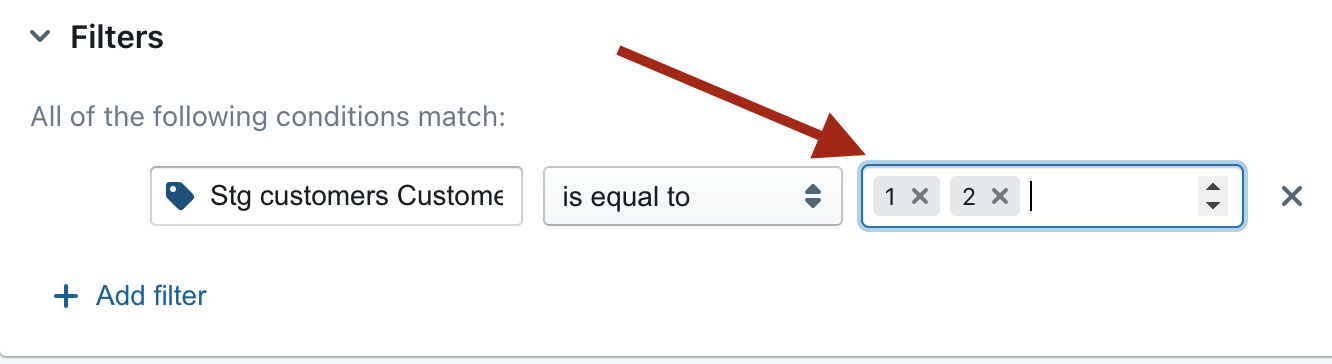 Filters
All of the following conditions match:
Stg customers Custome is equal to 1 2
Add filter